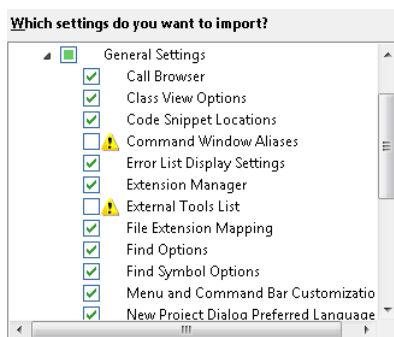 Which settings do you want to import?
General Settings
Call Browser
Class View Options
Code Snippet Locations
Command Window Aliases
Error List Display Settings
Extension Manager
External Tools List
File Extension Mapping
Find Options
Find Symbol Options
Menu and Command Bar Customizatio
New Project Dialog Preferred Language